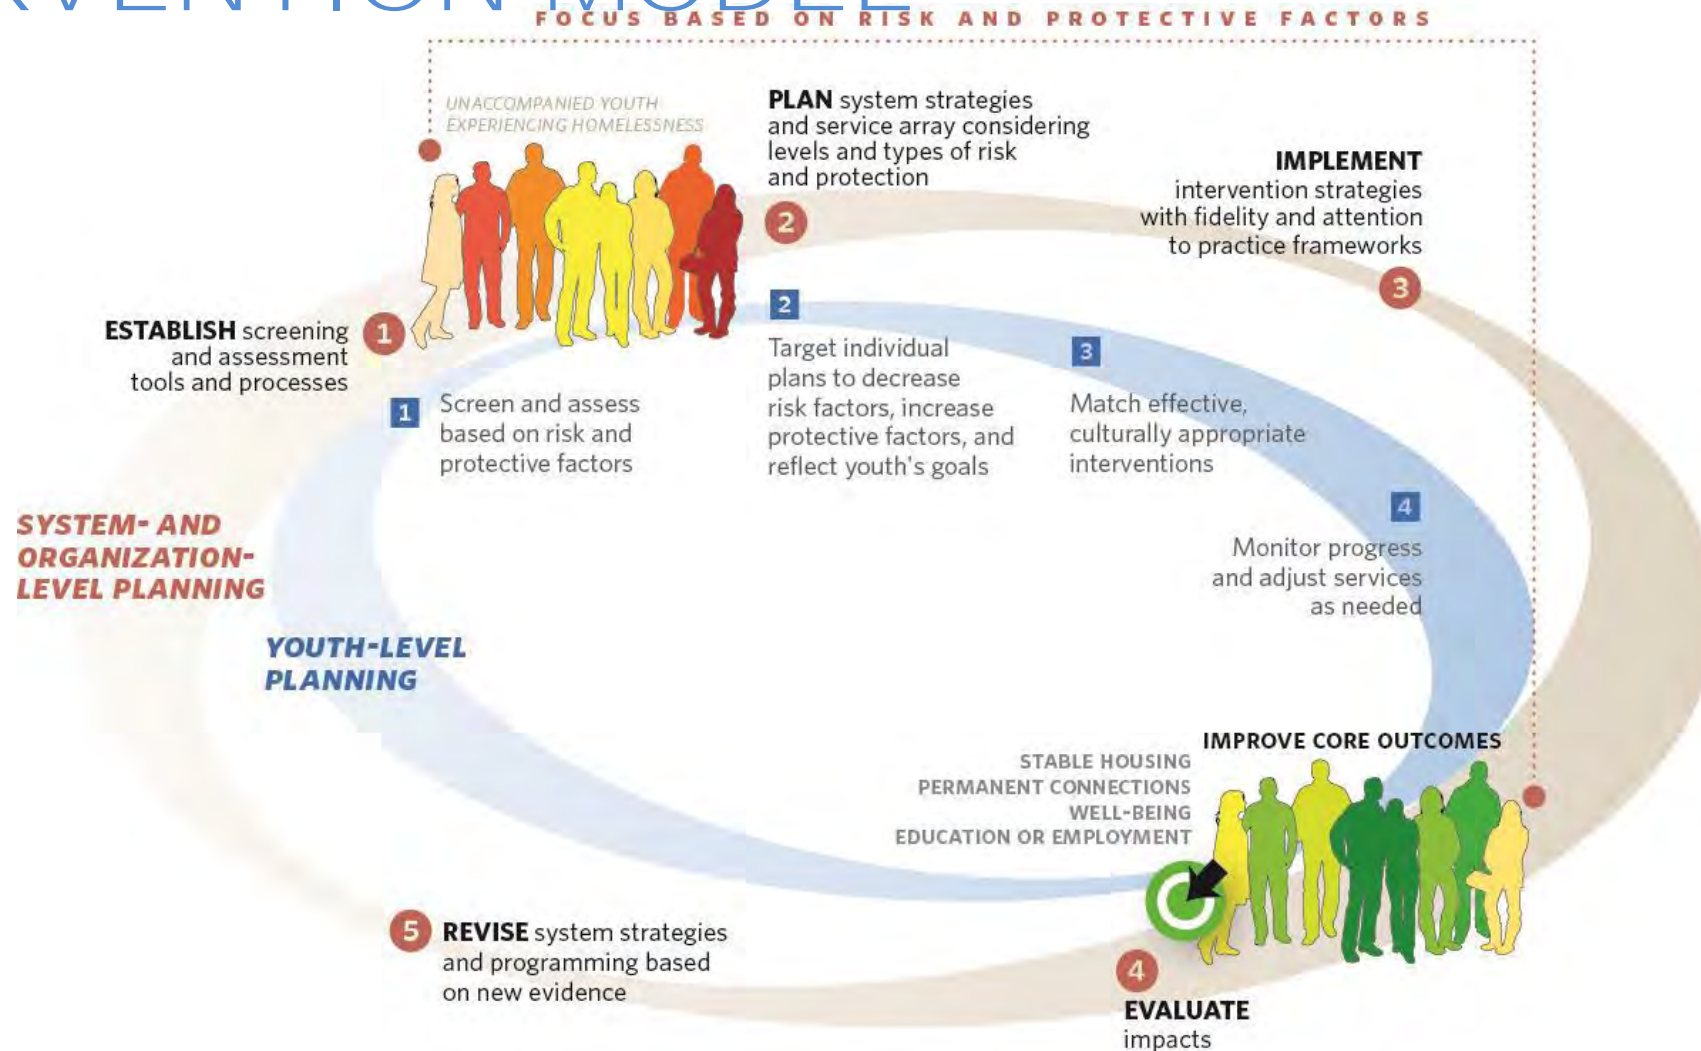 RVENTION MODEL
FOCUS BASED ON RISK AND PROTECTIVE FACTORS
UNACCOMPANIED YOUTH
EXPERIENCING HOMELESSNESS
PLAN system strategies
and service array considering
levels and types of risk
and protection
2
IMPLEMENT
intervention strategies
with fidelity and attention
to practice frameworks
3
ESTABLISH screening
and assessment
tools and processes
1
1
Screen and assess
based on risk and
protective factors
2
Target individual
plans to decrease
risk factors, increase
protective factors, and
reflect youth's goals
3
Match effective,
culturally appropriate
interventions
4
Monitor progress
and adjust services
as needed
SYSTEM- AND
ORGANIZATION-
LEVEL PLANNING
YOUTH-LEVEL
PLANNING
IMPROVE CORE OUTCOMES
STABLE HOUSING
PERMANENT CONNECTIONS
WELL-BEING
EDUCATION OR EMPLOYMENT
5
REVISE system strategies
and programming based
on new evidence
4
EVALUATE
impacts